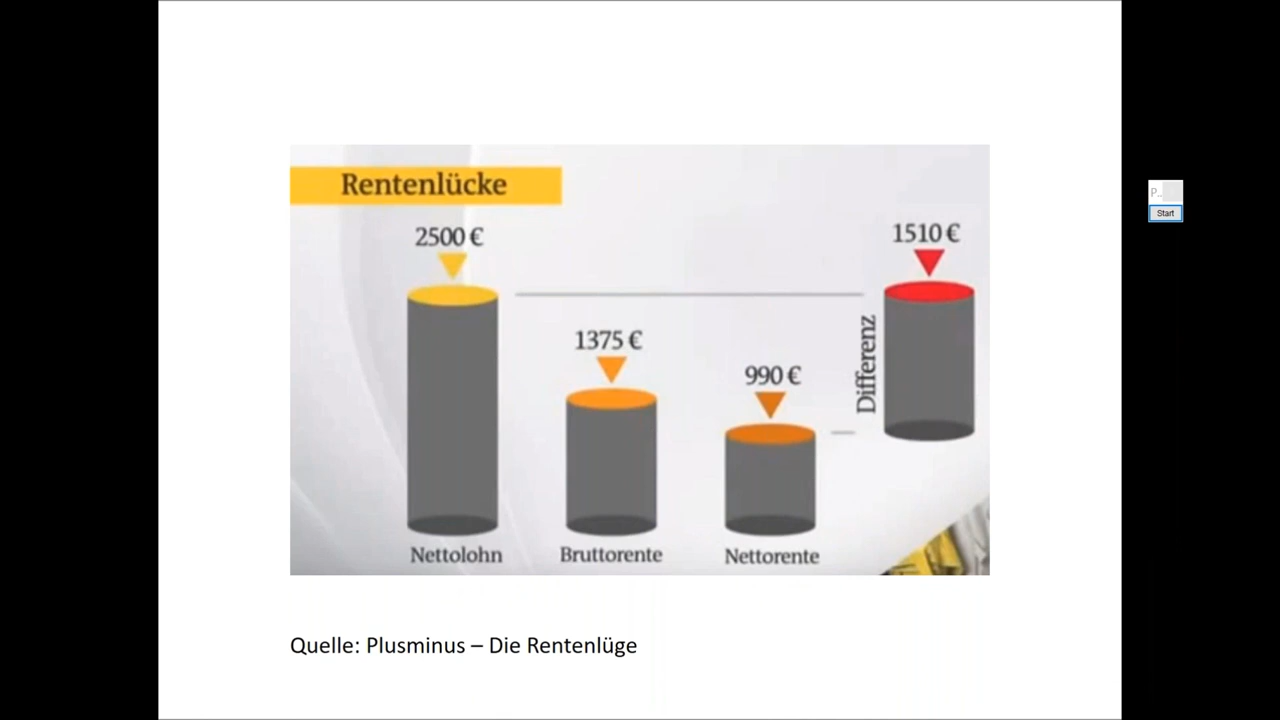 Rentenlücke
2500 €
1510 €
1375 €
990 €
Differenz
Nettolohn
Bruttorente
Nettorente
Quelle: Plusminus – Die Rentenlüge
P..
Start